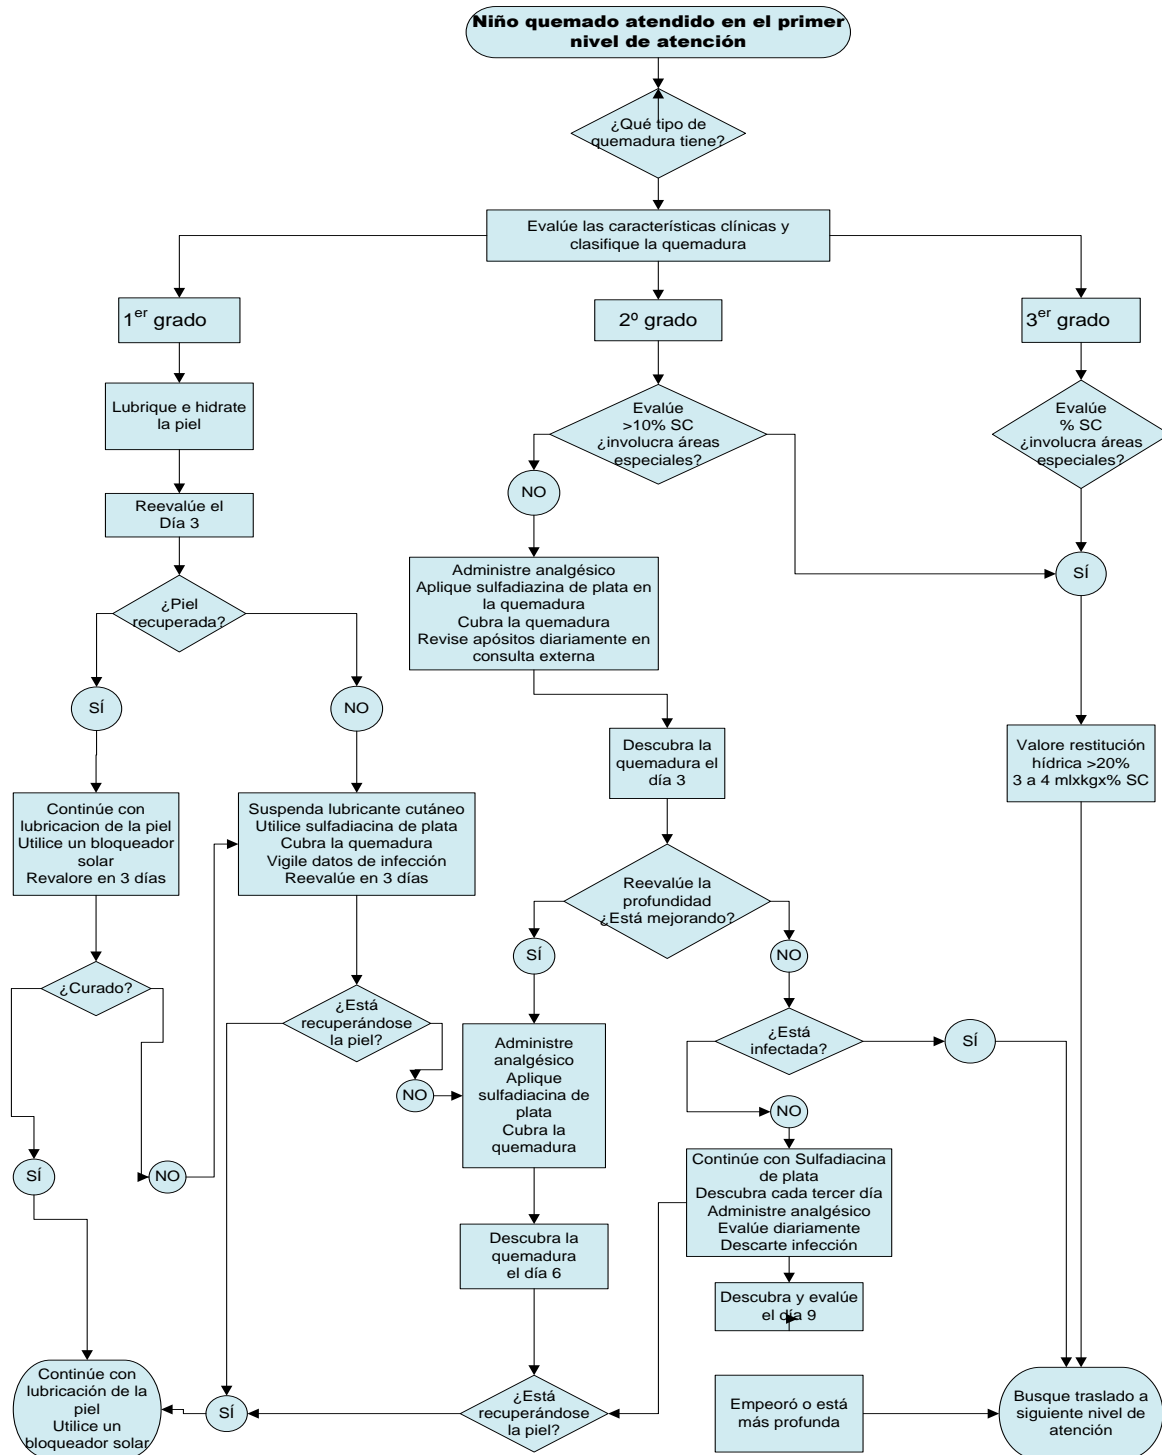 Niño quemado atendido en el primer
nivel de atención
¿Qué tipo de
quemadura tiene?
Evalúe las características clínicas y
clasifique la quemadura
1er grado
2º grado
3er grado
Lubrique e hidrate
la piel
Evalúe
>10% SC
¿involucra áreas
especiales?
Evalúe
% SC
¿involucra áreas
especiales?
NO
Reevalúe el
Día 3
Administre analgésico
Aplique sulfadiazina de plata en
la quemadura
Cubra la quemadura
Revise apósitos diariamente en
consulta externa
SÍ
¿Piel
recuperada?
SÍ
NO
Descubra la
quemadura el
día 3
Valore restitución
hídrica >20%
3 a 4 mlxkgx% SC
Continúe con
lubricacion de la piel
Utilice un bloqueador
solar
Revalore en 3 días
Suspenda lubricante cutáneo
Utilice sulfadiacina de plata
Cubra la quemadura
Vigile datos de infección
Reevalúe en 3 días
Reevalúe la
profundidad
¿Está mejorando?
SÍ
NO
¿Curado?
¿Está
recuperándose
la piel?
Administre
analgésico
Aplique
sulfadiacina de
plata
Cubra la
quemadura
¿Está
infectada?
SÍ
NO
NO
SÍ
NO
Continúe con Sulfadiacina
de plata
Descubra cada tercer día
Administre analgésico
Evalúe diariamente
Descarte infección
Descubra la
quemadura
el día 6
Descubra y evalúe
el día 9
Continúe con
lubricación de la
piel
Utilice un
bloqueador solar
SÍ
¿Está
recuperándose
la piel?
Empeoró o está
más profunda
Busque traslado a
siguiente nivel de
atención